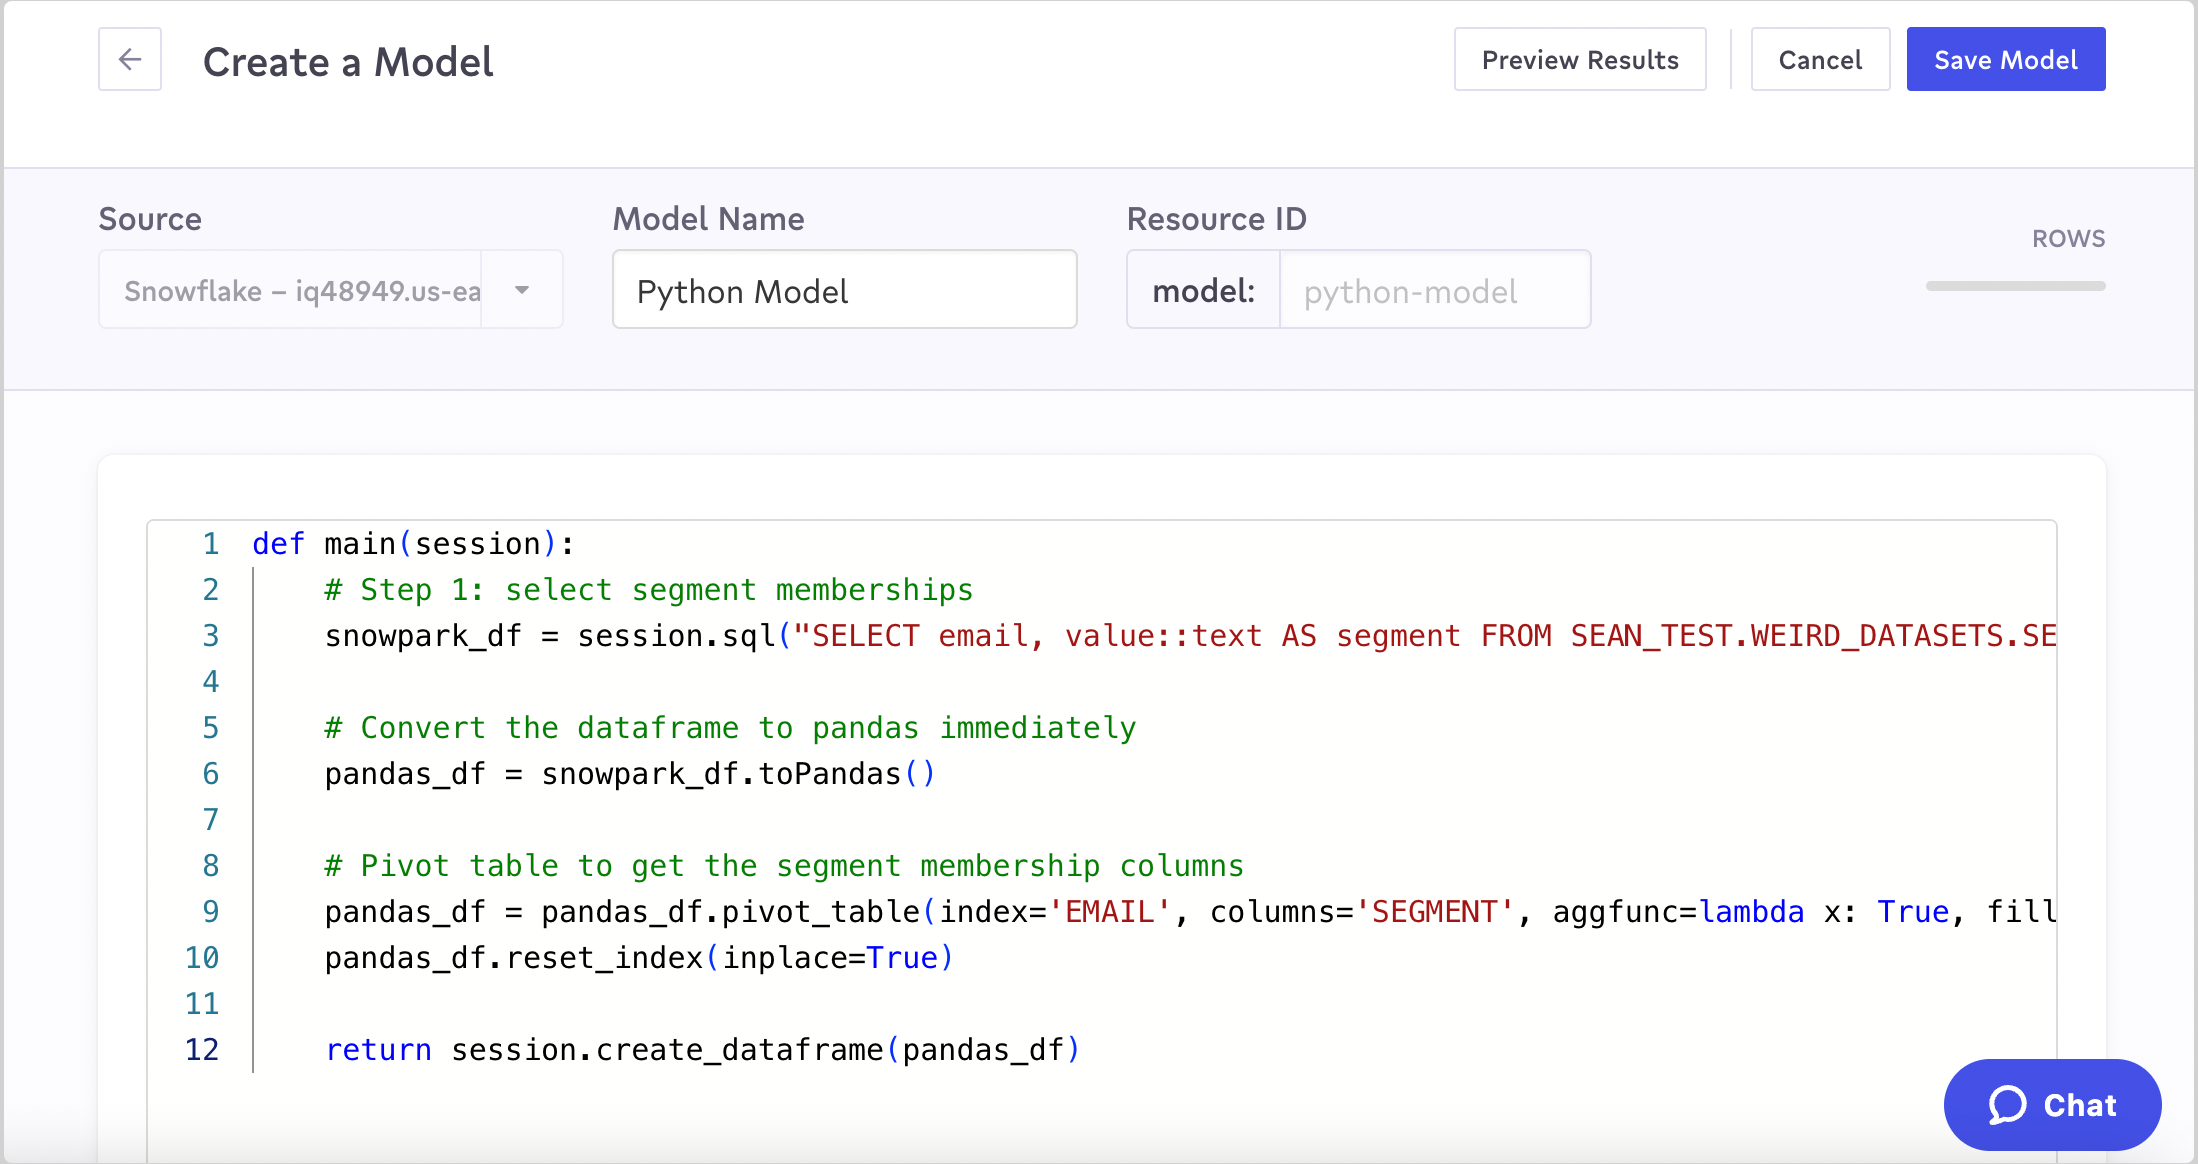 Create a Model
Preview Results
Cancel
Save Model
Source
Model Name
Resource ID
ROWS
Snowflake – iq48949.us-ea
Python Model
model:
python-model
1 def main(session):
2     # Step 1: select segment memberships
3     snowpark_df = session.sql("SELECT email, value::text AS segment FROM SEAN_TEST.WEIRD_DATASETS.SE
4
5     # Convert the dataframe to pandas immediately
6     pandas_df = snowpark_df.toPandas()
7
8     # Pivot table to get the segment membership columns
9     pandas_df = pandas_df.pivot_table(index='EMAIL', columns='SEGMENT', aggfunc=lambda x: True, fill
10     pandas_df.reset_index(inplace=True)
11
12     return session.create_dataframe(pandas_df)
Chat